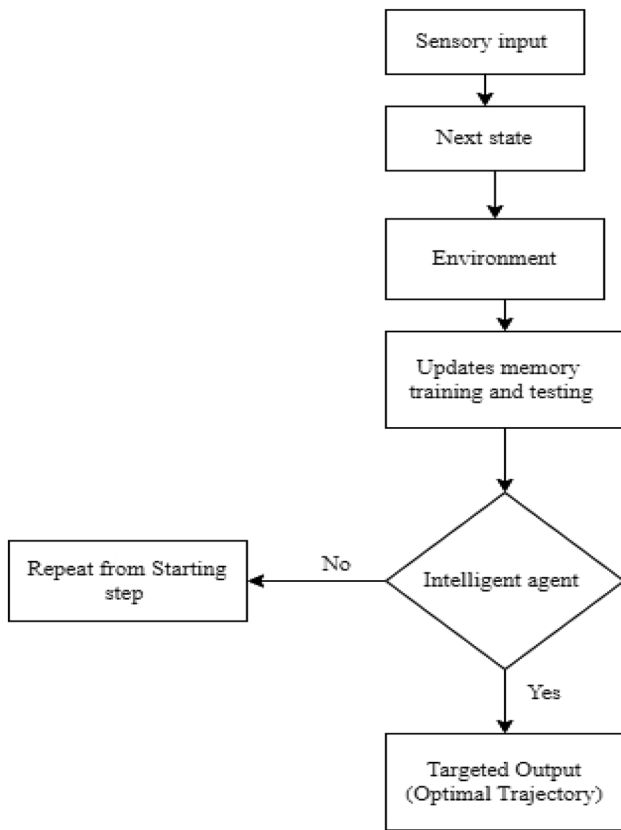 Sensory input
Next state
Environment
Updates memory
training and testing
Intelligent agent
No
Repeat from Starting
step
Yes
Targeted Output
(Optimal Trajectory)